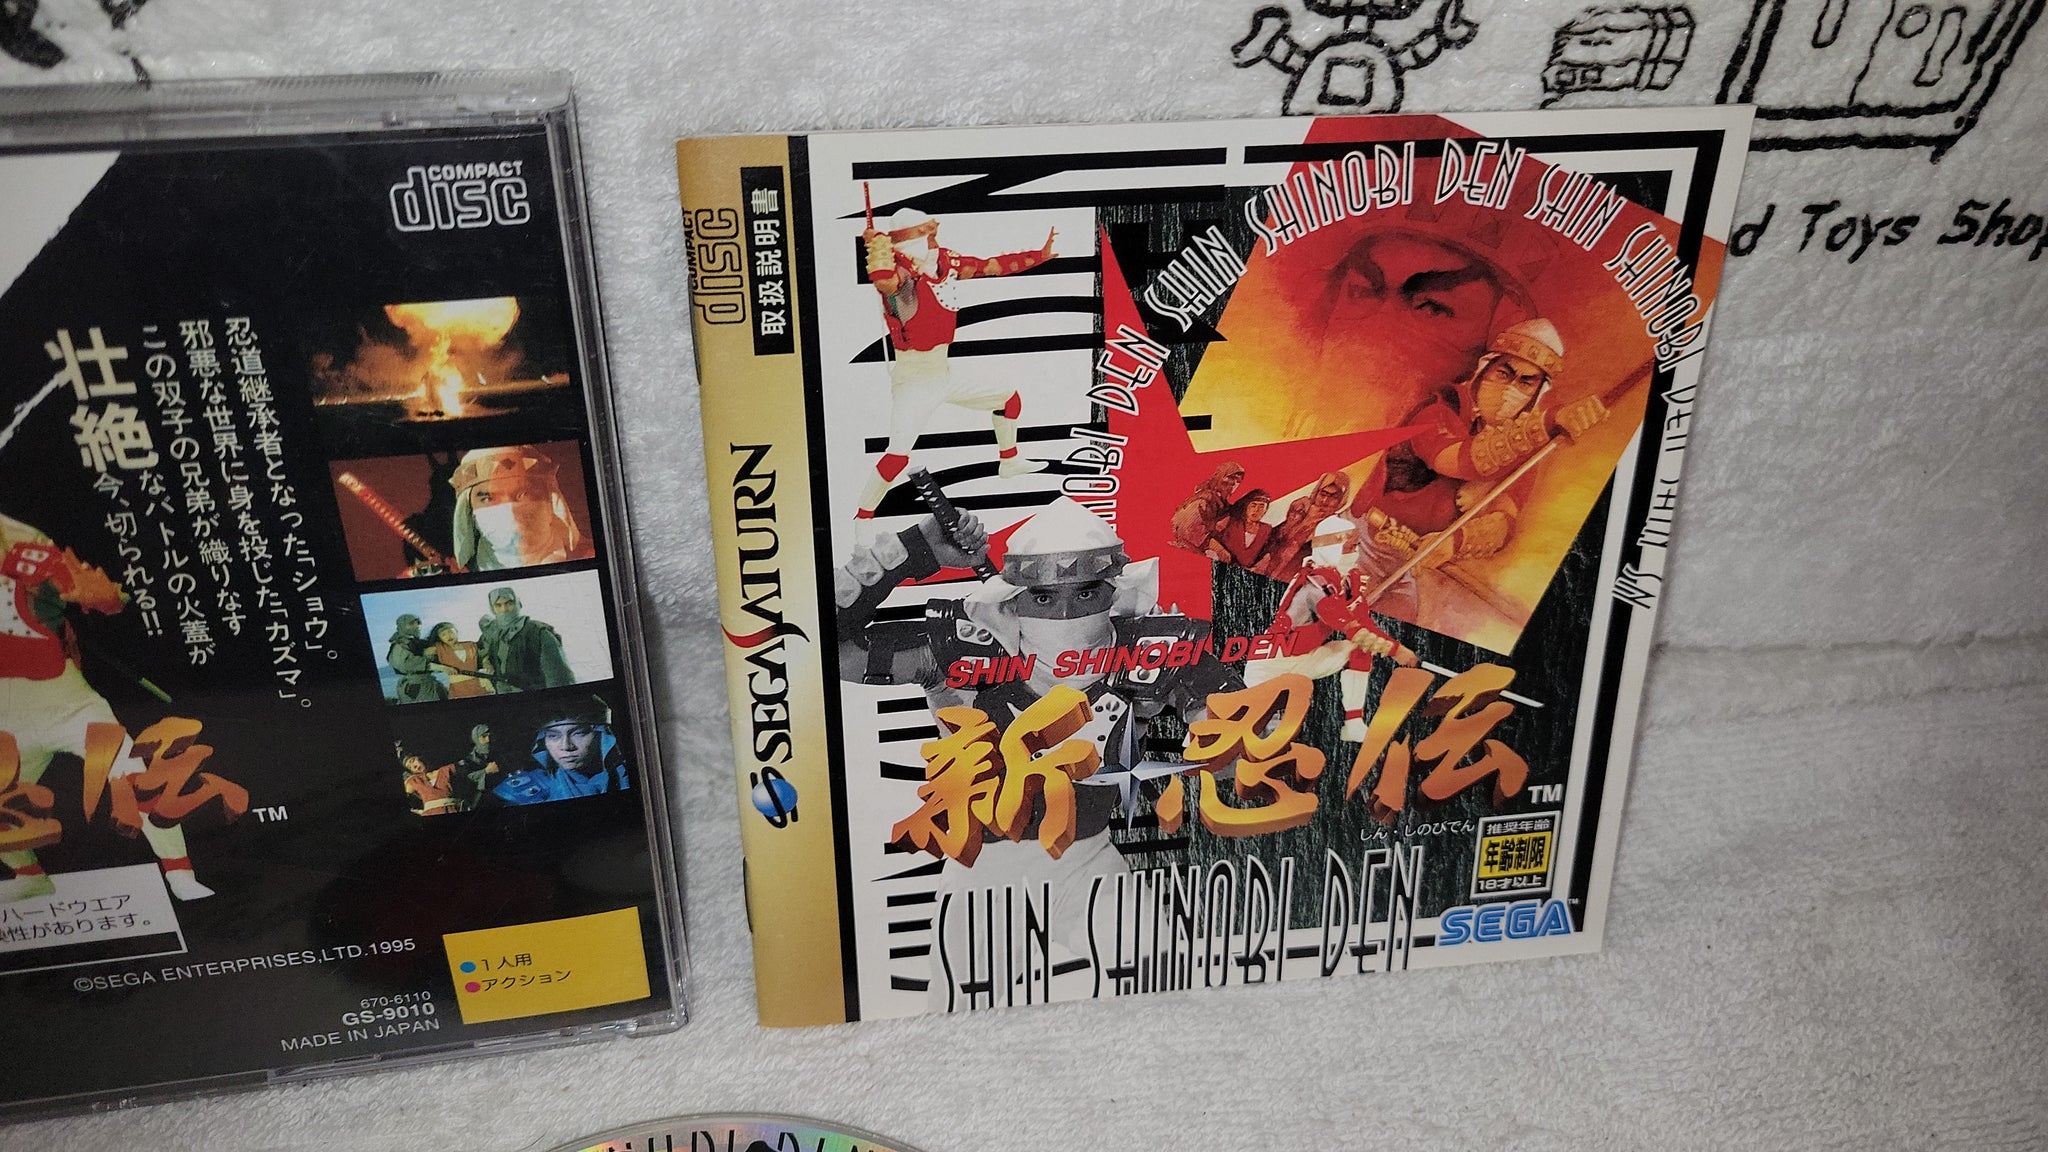 COMPACT
disc
忍道継承者となった「ショウ」。
邪悪な世界に身を投じた「カズマ」。
この双子の兄弟が織りなす
壮絶なバトルの火蓋が
今、切られる!!
忍伝
TM
ハードウエア
性があります。
©SEGA ENTERPRISES,LTD.1995
670-6110
GS-9010
MADE IN JAPAN
●1人用
●アクション
COMPACT
disc
取扱説明書
SEGA SATURN
SHIN SHINOBI DEN SHIN SHINOBI DEN SHIN SHINOBI DEN SHIN
SHIN SHINOBI DEN
新忍伝
TM
しん・しのびでん
推奨年齢
年齢制限
18才以上
SHIN SHINOBI DEN
SEGA
TM
d Toys Shop